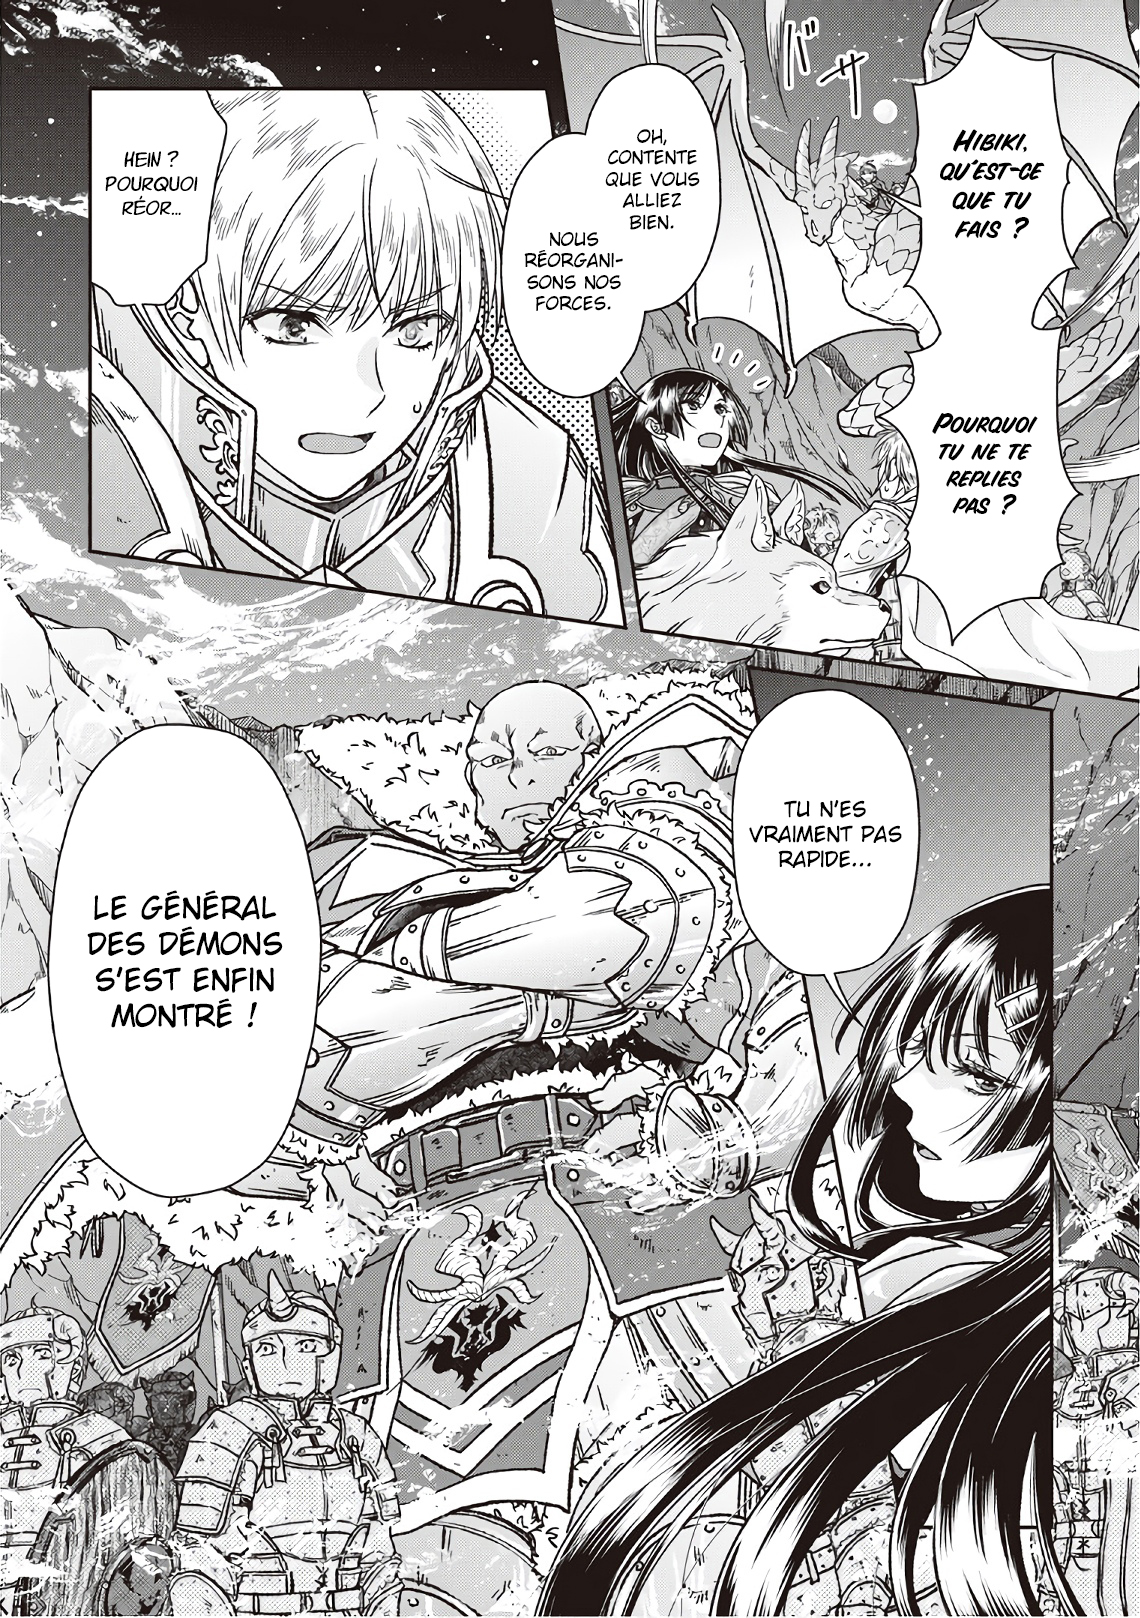 HIBIKI,
QU'EST-CE
QUE TU
FAIS ?
POURQUOI
TU NE TE
REPLIES
PAS ?
バサ
OH,
CONTENTE
QUE VOUS
ALLIEZ
BIEN.
NOUS
RÉORGANI-
SONS NOS
FORCES.
HEIN ?
POURQUOI
RÉOR...
TU N'ES
VRAIMENT PAS
RAPIDE...
LE GÉNÉRAL
DES DÉMONS
S'EST ENFIN
MONTRÉ !